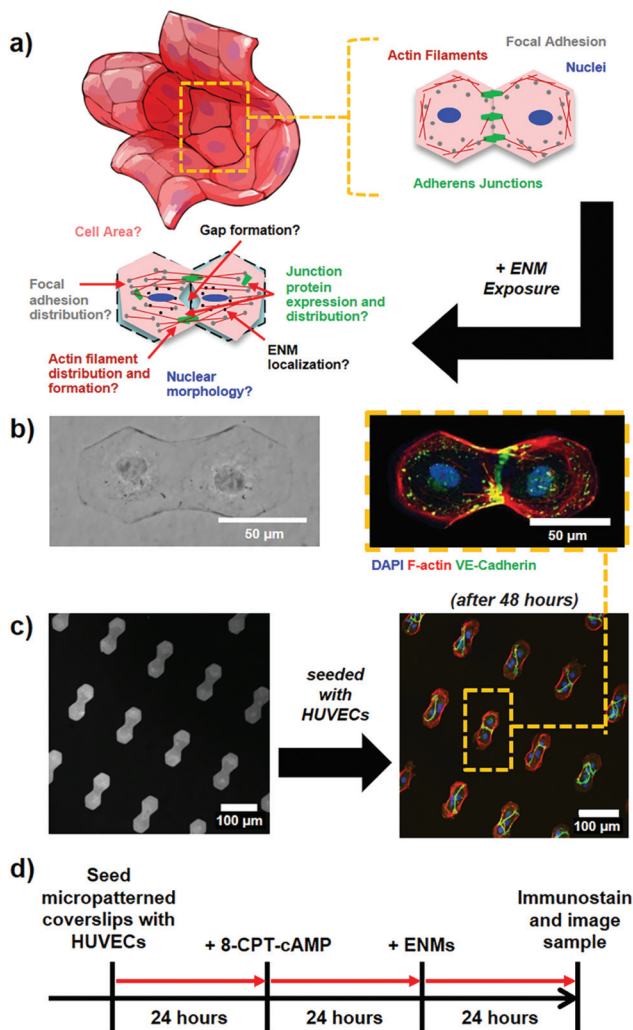 a)
Actin Filaments
Focal Adhesion
Nuclei
Adherens Junctions
+ ENM
Exposure
Cell Area?
Gap formation?
Focal
adhesion
distribution?
Junction
protein
expression and
distribution?
Actin filament
distribution and
formation?
Nuclear
morphology?
ENM
localization?
b)
50 µm
50 µm
DAPI F-actin VE-Cadherin
(after 48 hours)
c)
seeded
with
HUVECs
100 µm
100 µm
d)
Seed
micropatterned
coverslips with
HUVECs
+ 8-CPT-cAMP
+ ENMs
Immunostain
and image
sample
24 hours
24 hours
24 hours